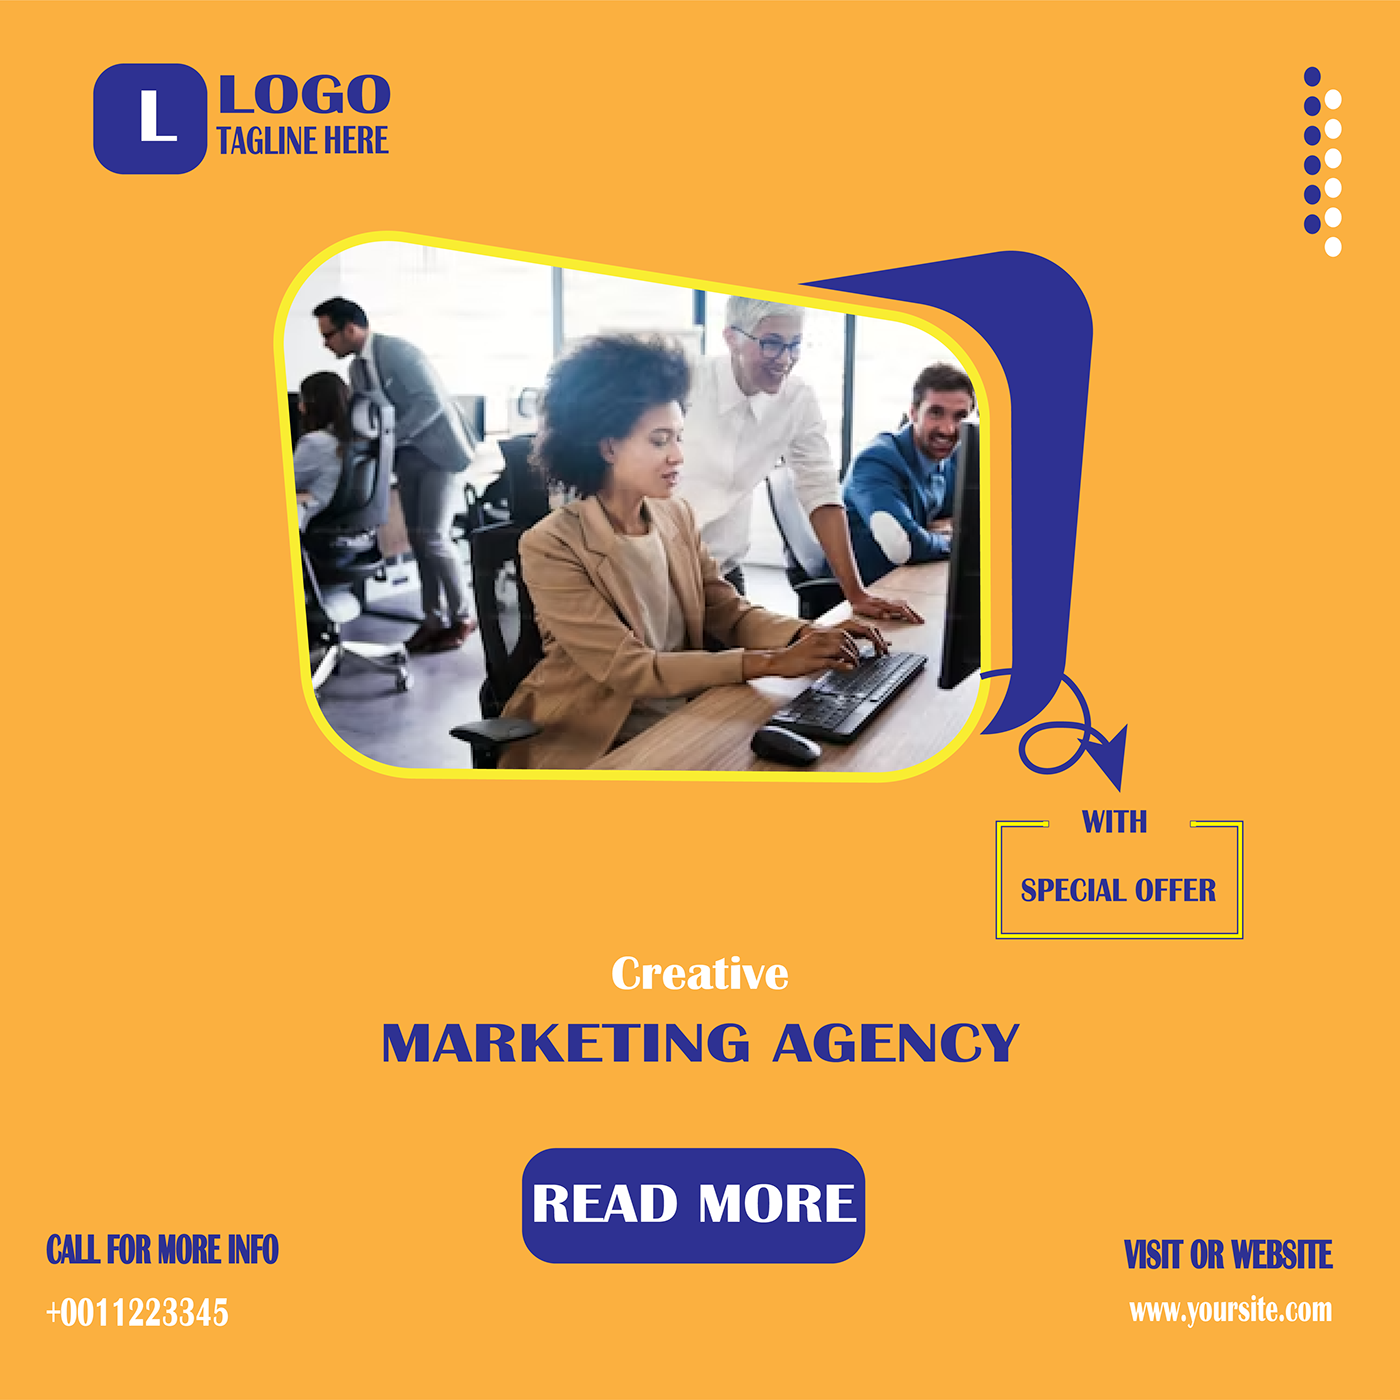 L
LOGO
TAGLINE HERE
WITH
SPECIAL OFFER
Creative
MARKETING AGENCY
READ MORE
CALL FOR MORE INFO
+0011223345
VISIT OR WEBSITE
www.yoursite.com